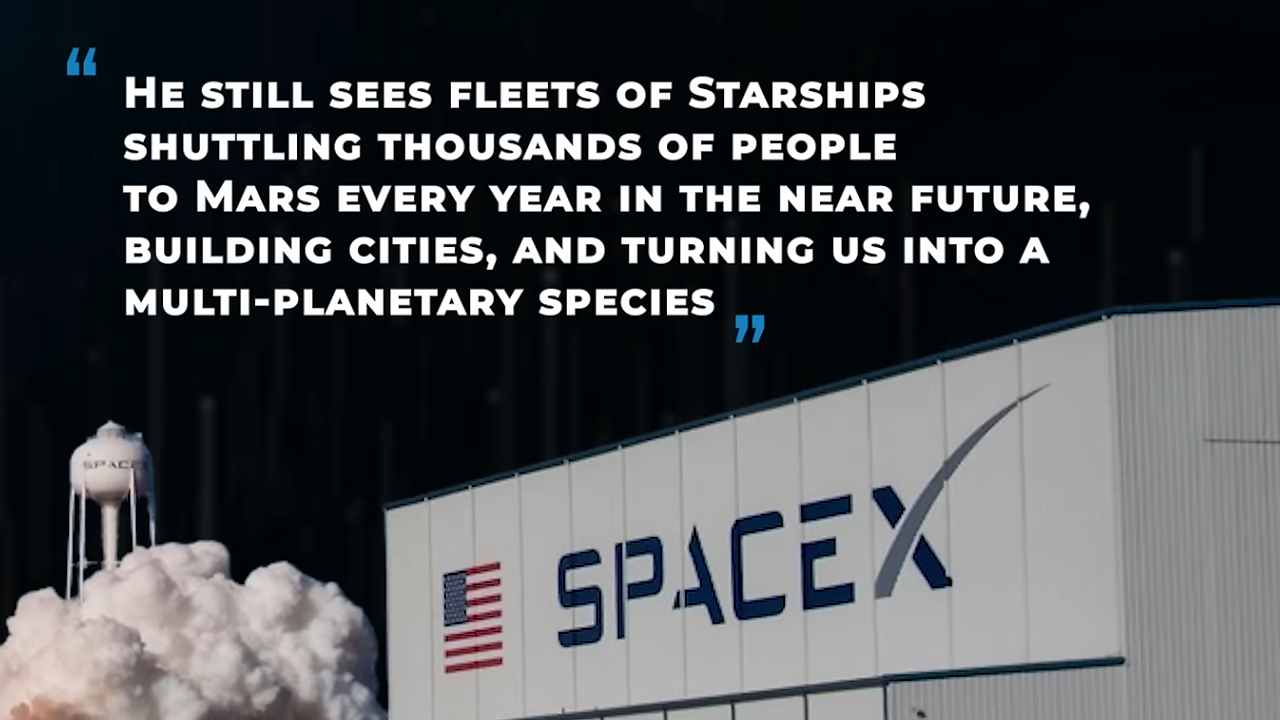 “He still sees fleets of Starships
shuttling thousands of people
to Mars every year in the near future,
building cities, and turning us into a
multi-planetary species”
SPACEX
SPACEX